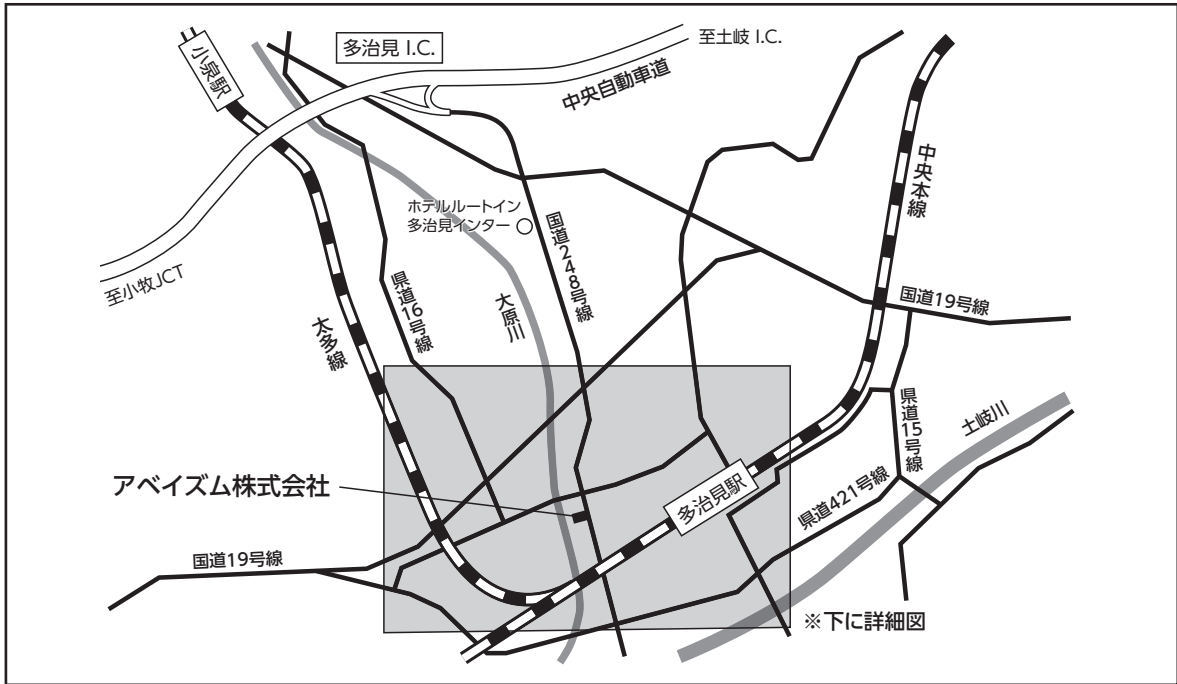 小泉駅
多治見 I.C.
至土岐 I.C.
中央自動車道
中央本線
ホテルルートイン
多治見インター
国道248号線
至小牧JCT
県道16号線
大原川
国道19号線
太多線
県道15号線
土岐川
アベイズム株式会社
多治見駅
県道421号線
国道19号線
※下に詳細図